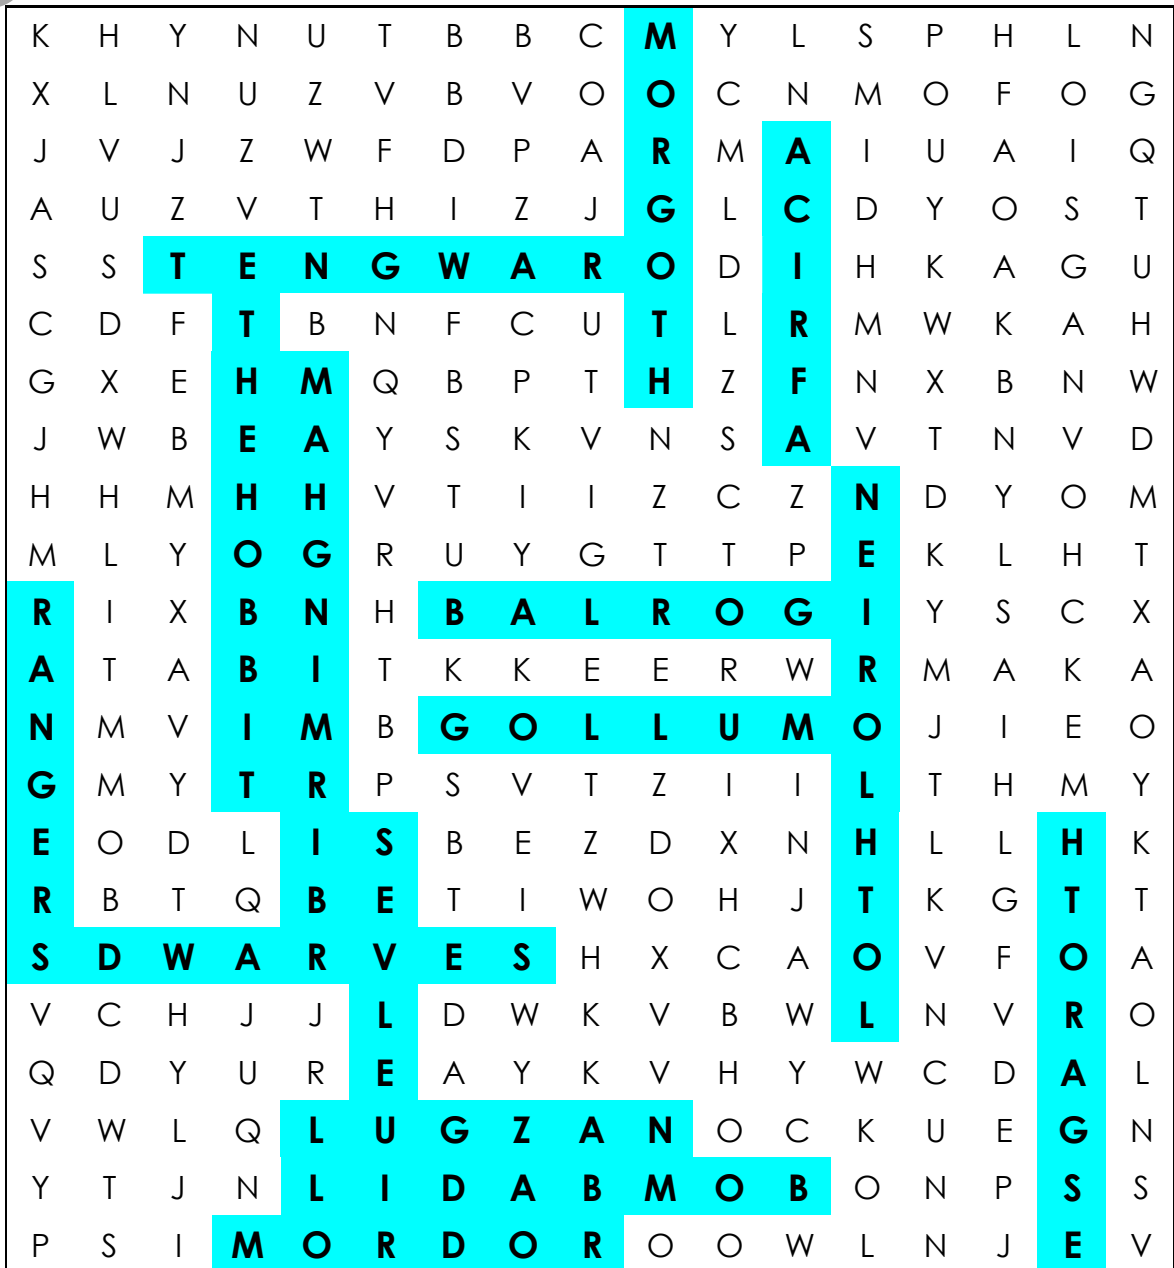 K H Y N U T B B C M Y L S P H L N
X L N U Z V B V O O C N M O F O G
J V J Z W F D P A R M A I U A I Q
A U Z V T H I Z J G L C D Y O S T
S S T E N G W A R O D I H K A G U
C D F T B N F C U T L R M W K A H
G X E H M Q B P T H Z F N X B N W
J W B E A Y S K V N S A V T N V D
H H M H H V T I I Z C Z N D Y O M
M L Y O G R U Y G T T P E K L H T
R I X B N H B A L R O G I Y S C X
A T A B I T K K E E R W R M A K A
N M V I M B G O L L U M O J I E O
G M Y T R P S V T Z I I L T H M Y
E O D L I S B E Z D X N H L L H K
R B T Q B E T I W O H J T K G T T
S D W A R V E S H X C A O V F O A
V C H J J L D W K V B W L N V R O
Q D Y U R E A Y K V H Y W C D A L
V W L Q L U G Z A N O C K U E G N
Y T J N L I D A B M O B O N P S S
P S I M O R D O R O O W L N J E V